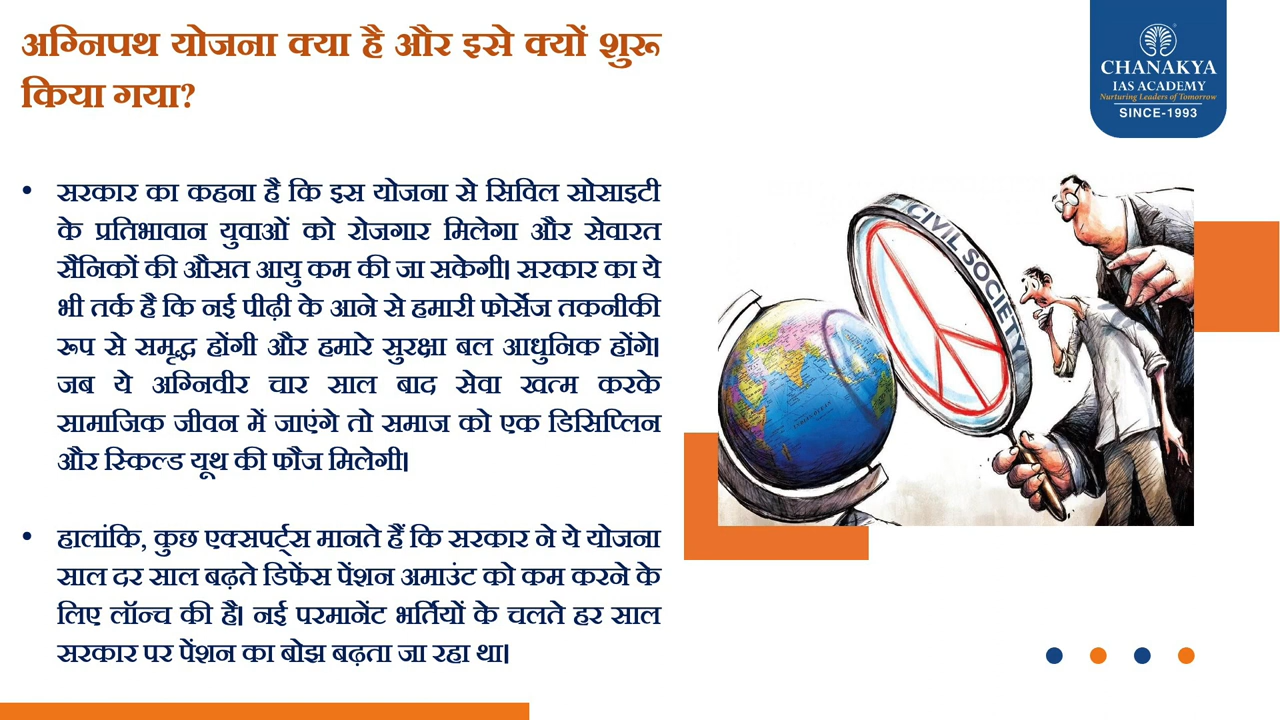 अग्निपथ योजना क्या है और इसे क्यों शुरू
किया गया?
CHANAKYA
IAS ACADEMY
Nurturing Leaders of Tomorrow
SINCE-1993
• सरकार का कहना है कि इस योजना से सिविल सोसाइटी
के प्रतिभावान युवाओं को रोजगार मिलेगा और सेवारत
सैनिकों की औसत आयु कम की जा सकेगी। सरकार का ये
भी तर्क है कि नई पीढ़ी के आने से हमारी फोर्सेज तकनीकी
रूप से समृद्ध होंगी और हमारे सुरक्षा बल आधुनिक होंगे।
जब ये अग्निवीर चार साल बाद सेवा खत्म करके
सामाजिक जीवन में जाएंगे तो समाज को एक डिसिप्लिन
और स्किल्ड यूथ की फौज मिलेगी।
• हालांकि, कुछ एक्सपर्ट्स मानते हैं कि सरकार ने ये योजना
साल दर साल बढ़ते डिफेंस पेंशन अमाउंट को कम करने के
लिए लॉन्च की है। नई परमानेंट भर्तियों के चलते हर साल
सरकार पर पेंशन का बोझ बढ़ता जा रहा था।
CIVIL SOCIETY